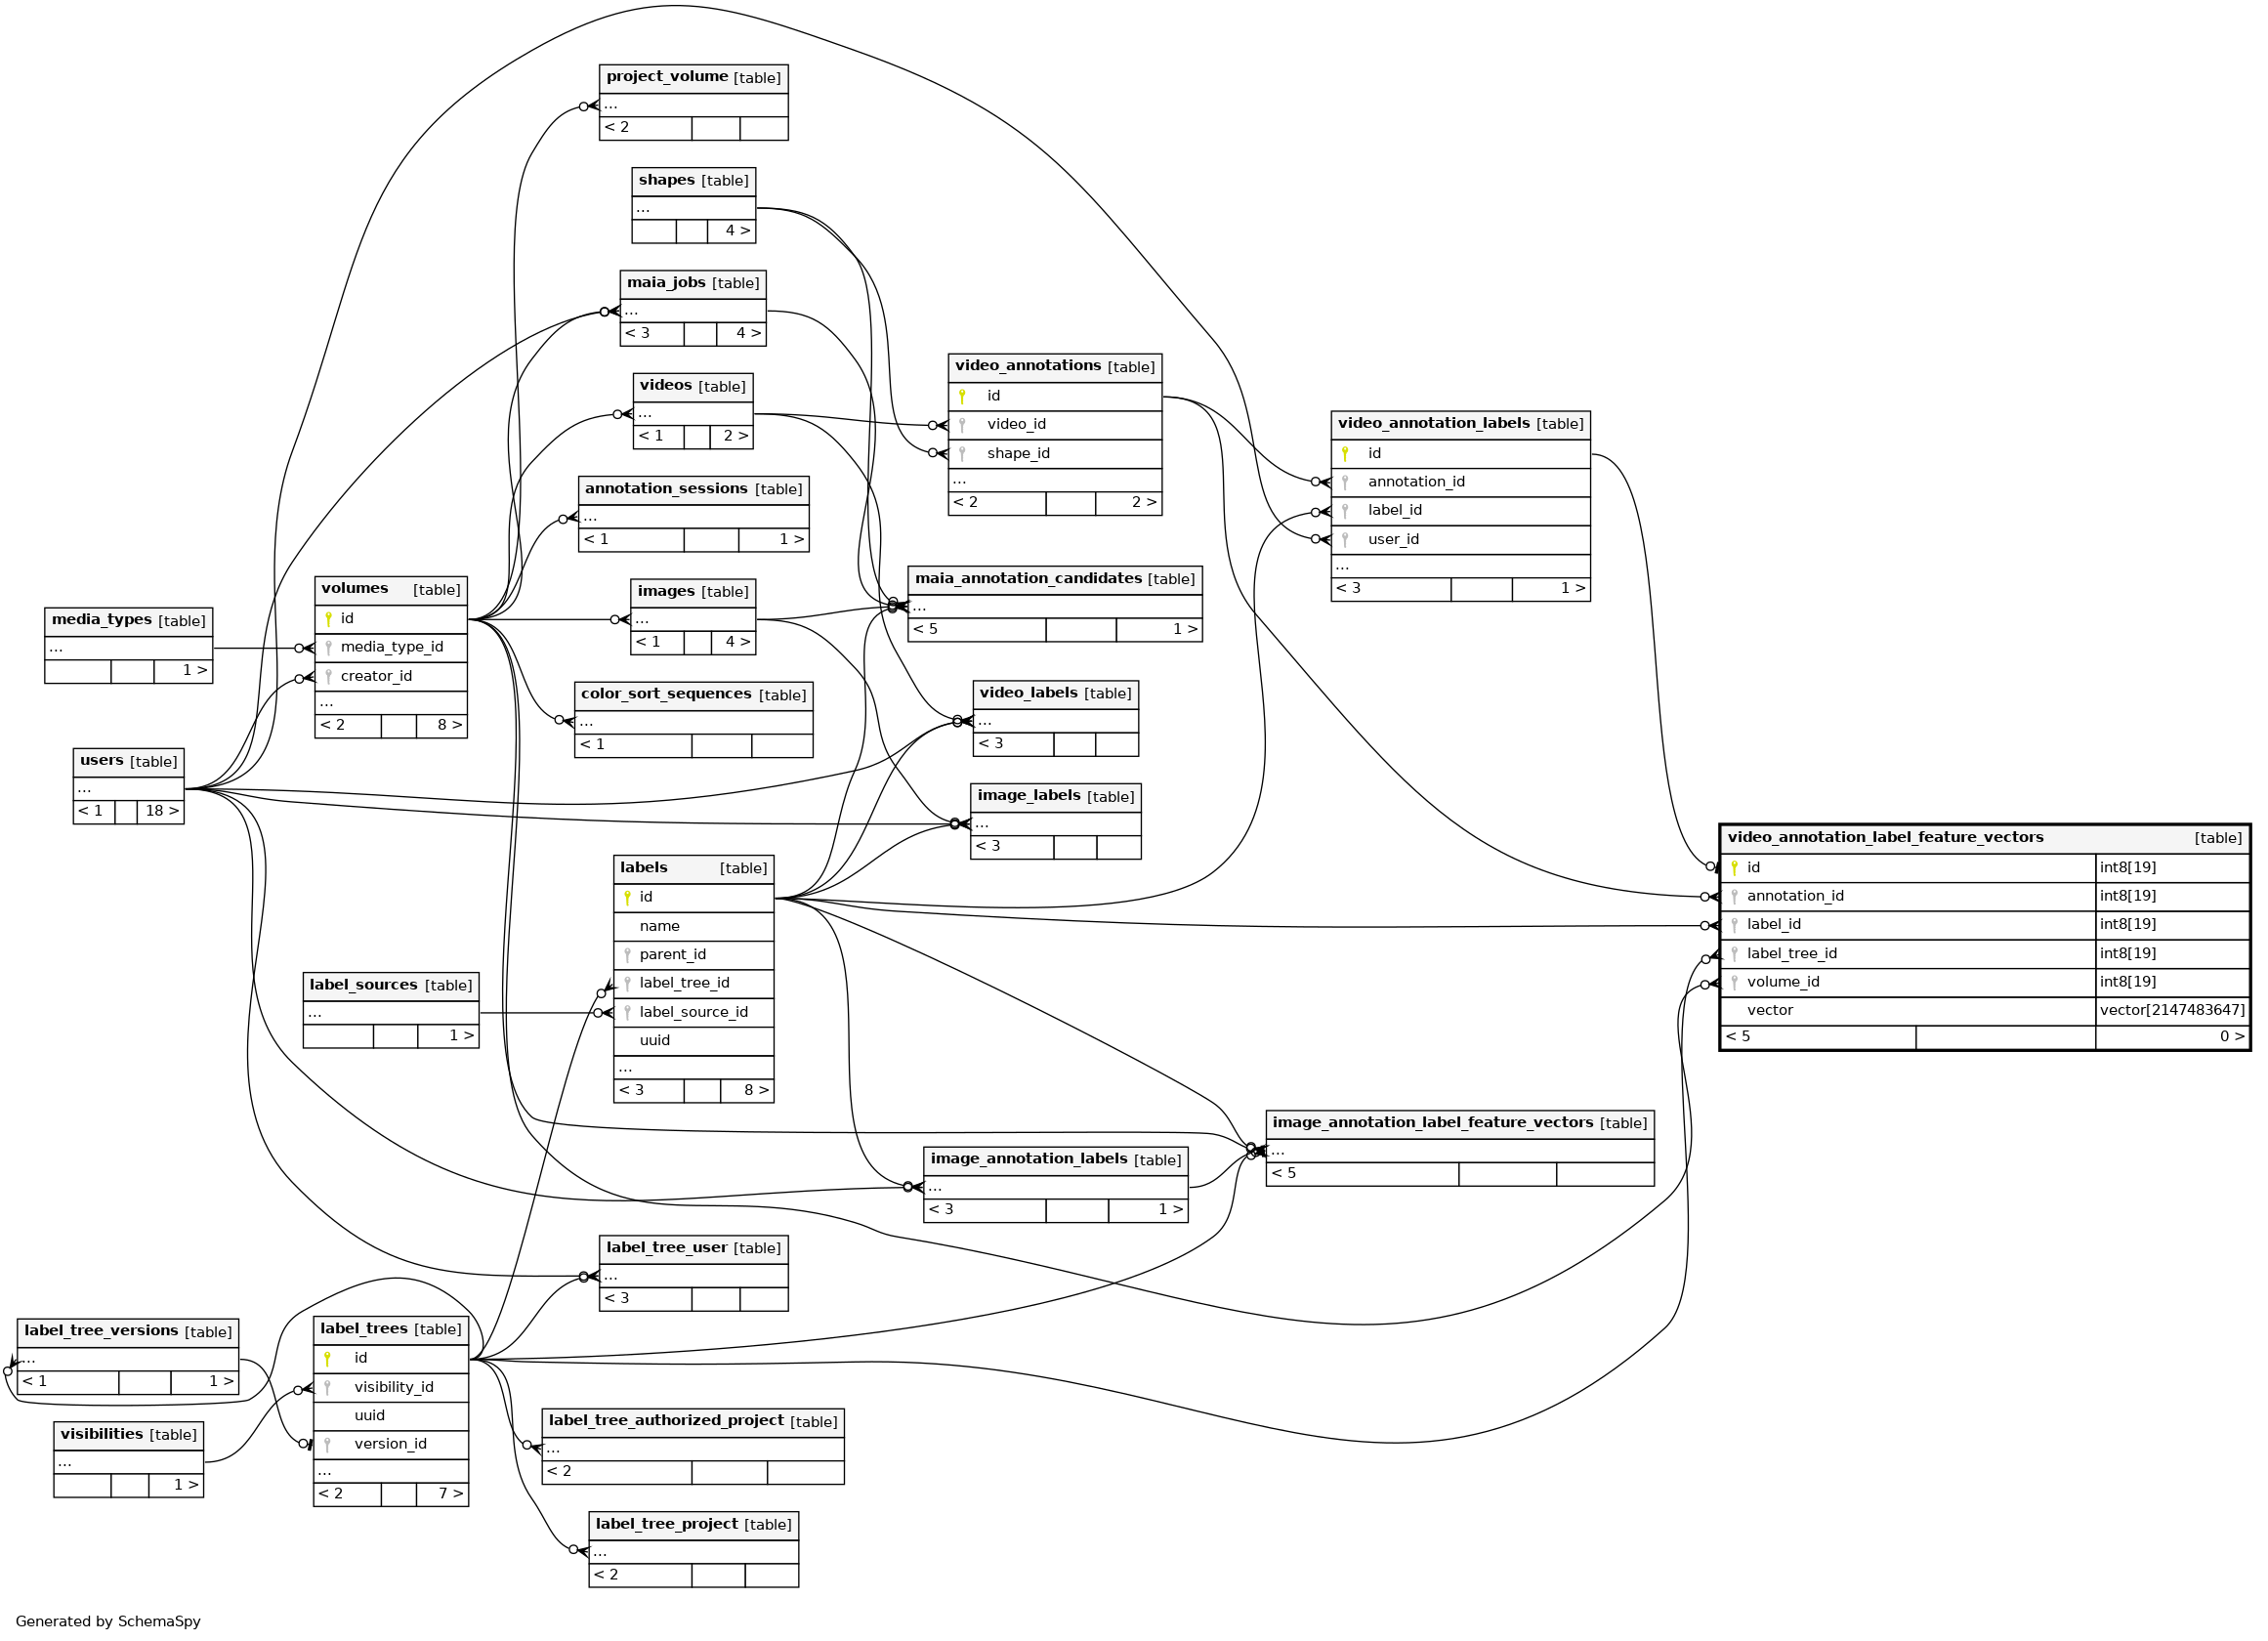 project_volume [table]
...
< 2
shapes [table]
...
4 >
maia_jobs [table]
...
< 3 4 >
videos [table]
...
< 1 2 >
annotation_sessions [table]
...
< 1 1 >
images [table]
...
< 1 4 >
color_sort_sequences [table]
...
< 1
media_types [table]
...
1 >
volumes [table]
id
media_type_id
creator_id
...
< 2 8 >
users [table]
...
< 1 18 >
video_annotations [table]
id
video_id
shape_id
...
< 2 2 >
maia_annotation_candidates [table]
...
< 5 1 >
video_labels [table]
...
< 3
image_labels [table]
...
< 3
video_annotation_labels [table]
id
annotation_id
label_id
user_id
...
< 3 1 >
video_annotation_label_feature_vectors [table]
id int8[19]
annotation_id int8[19]
label_id int8[19]
label_tree_id int8[19]
volume_id int8[19]
vector vector[2147483647]
< 5 0 >
labels [table]
id
name
parent_id
label_tree_id
label_source_id
uuid
...
< 3 8 >
label_sources [table]
...
1 >
image_annotation_label_feature_vectors [table]
...
< 5
image_annotation_labels [table]
...
< 3 1 >
label_tree_user [table]
...
< 3
label_tree_versions [table]
...
< 1 1 >
label_trees [table]
id
visibility_id
uuid
version_id
...
< 2 7 >
visibilities [table]
...
1 >
label_tree_authorized_project [table]
...
< 2
label_tree_project [table]
...
< 2
Generated by SchemaSpy